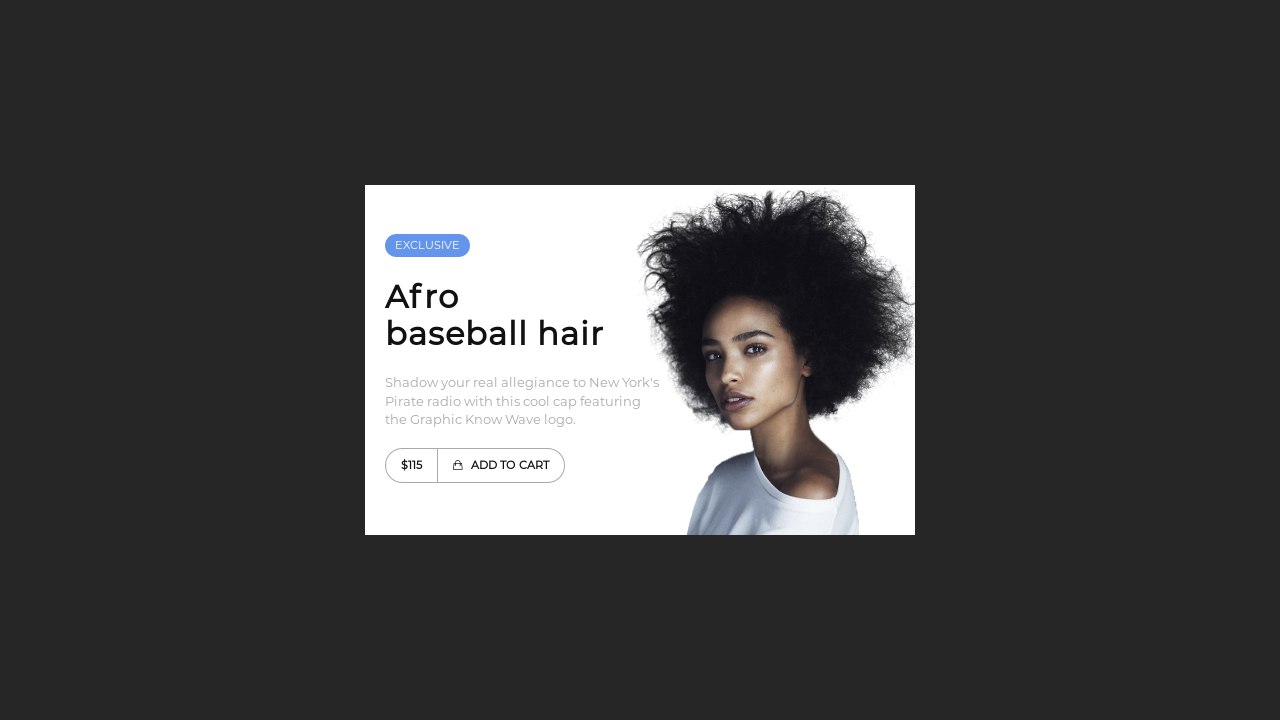 EXCLUSIVE
Afro
baseball hair
Shadow your real allegiance to New York's
Pirate radio with this cool cap featuring
the Graphic Know Wave logo.
$115 ADD TO CART